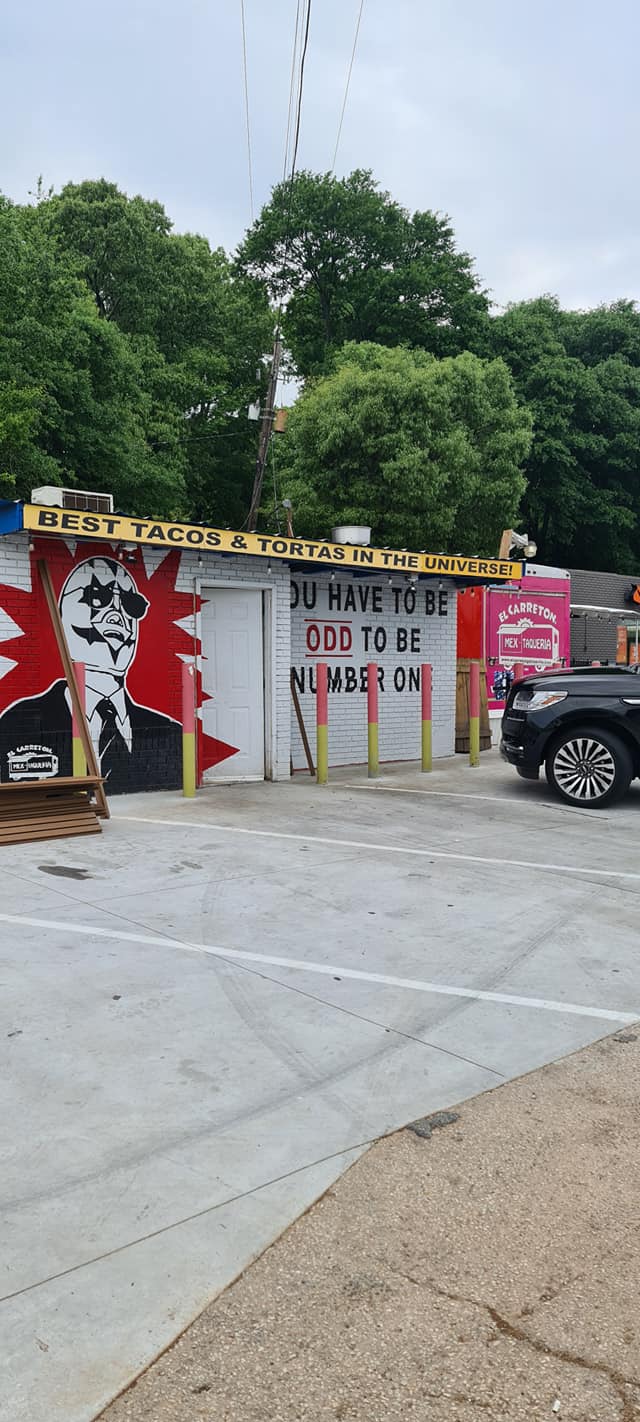 BEST TACOS & TORTAS IN THE UNIVERSE!
OU HAVE TO BE
ODD TO BE
NUMBER ONE
EL CARRETON.
MEX TAQUERIA
EL CARRETON.
MEX TAQUERIA